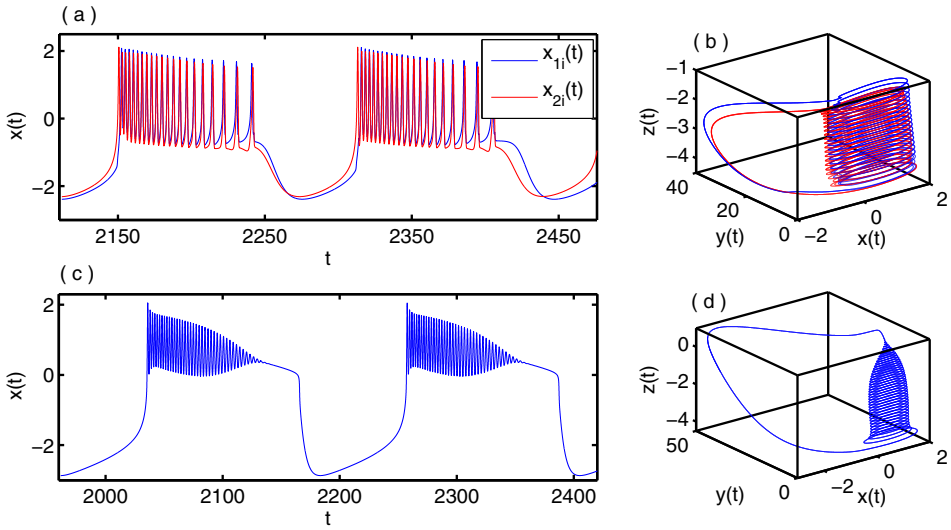 ( a )
2
0
−2
x(t)
2150
2250
2350
2450
t
x1i(t)
x2i(t)
( b )
−1
−2
−3
−4
z(t)
40
20
0
y(t)
−2
0
2
x(t)
( c )
2
0
−2
x(t)
2000
2100
2200
2300
2400
t
( d )
0
−2
−4
z(t)
50
0
y(t)
−2
0
2
x(t)